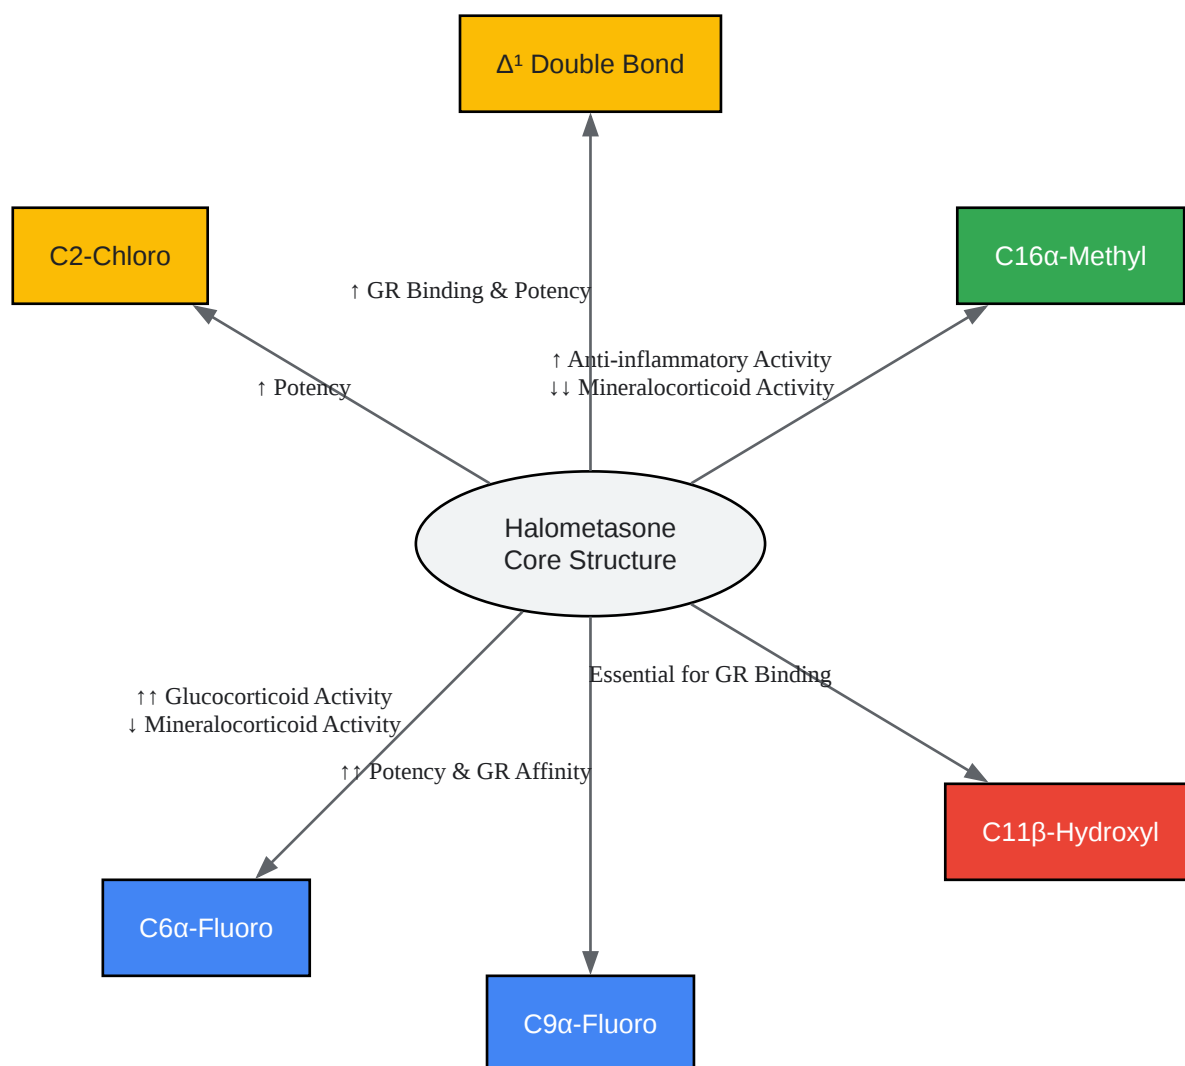 Δ¹ Double Bond
C2-Chloro
C16α-Methyl
↑ GR Binding & Potency
↑ Anti-inflammatory Activity
↓↓ Mineralocorticoid Activity
↑ Potency
Halometasone
Core Structure
Essential for GR Binding
↑↑ Glucocorticoid Activity
↓ Mineralocorticoid Activity
↑↑ Potency & GR Affinity
C11β-Hydroxyl
C6α-Fluoro
C9α-Fluoro